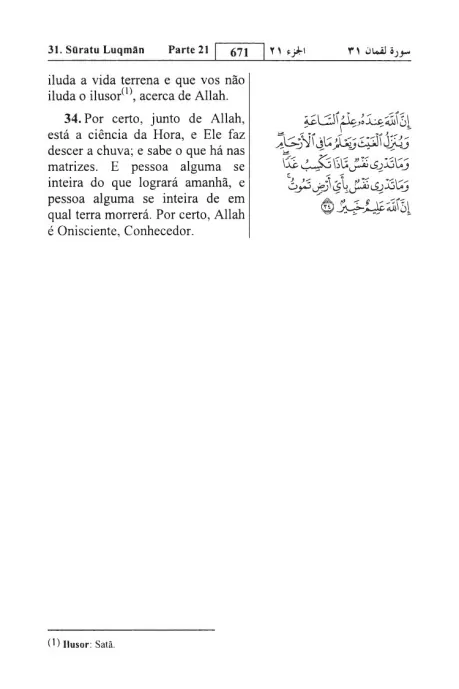 31. Sūratu Luqmān Parte 21 671 الجزء ٢١ سورة لقمان ٣١
iluda a vida terrena e que vos não
iluda o ilusor(1), acerca de Allah.
34. Por certo, junto de Allah,
está a ciência da Hora, e Ele faz
descer a chuva; e sabe o que há nas
matrizes. E pessoa alguma se
inteira do que logrará amanhã, e
pessoa alguma se inteira de em
qual terra morrerá. Por certo, Allah
é Onisciente, Conhecedor.
إِنَّ ٱللَّهَ عِندَهُۥ عِلْمُ ٱلسَّاعَةِ
وَيُنَزِّلُ ٱلْغَيْثَ وَيَعْلَمُ مَا فِى ٱلْأَرْحَامِ ۖ
وَمَا تَدْرِى نَفْسٌ مَّاذَا تَكْسِبُ غَدًا ۖ
وَمَا تَدْرِى نَفْسٌۢ بِأَىِّ أَرْضٍ تَمُوتُ ۚ
إِنَّ ٱللَّهَ عَلِيمٌ خَبِيرٌۢ ٣٤
(1) Ilusor: Satã.